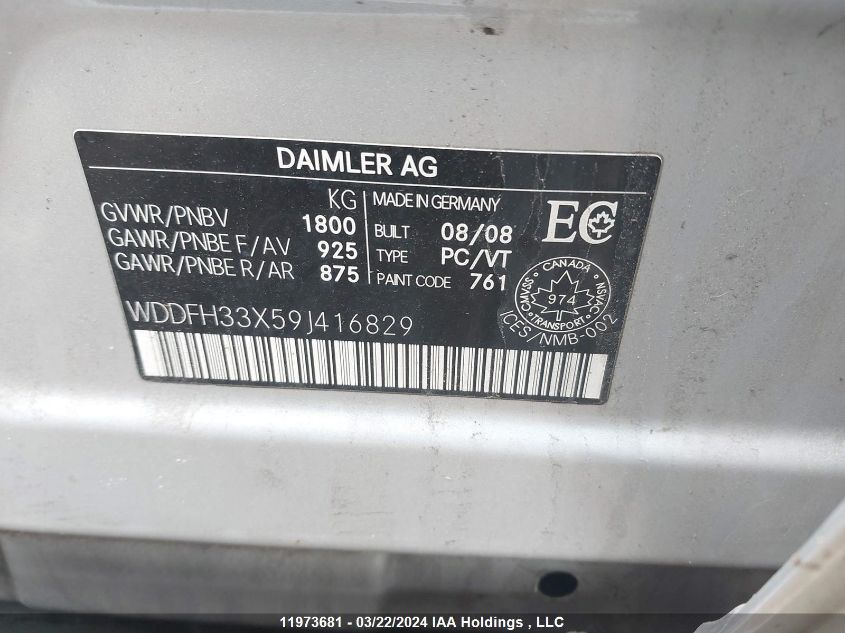 DAIMLER AG
KG
GVWR/PNBV 1800
GAWR/PNBE F/AV 925
GAWR/PNBE R/AR 875
MADE IN GERMANY
BUILT 08/08
TYPE PC/VT
PAINT CODE 761
EC
CANADA
CMVSS NSVAC
974
TRANSPORT
ICES/NMB-002
WDDFH33X59J416829
11973681 - 03/22/2024 IAA Holdings , LLC